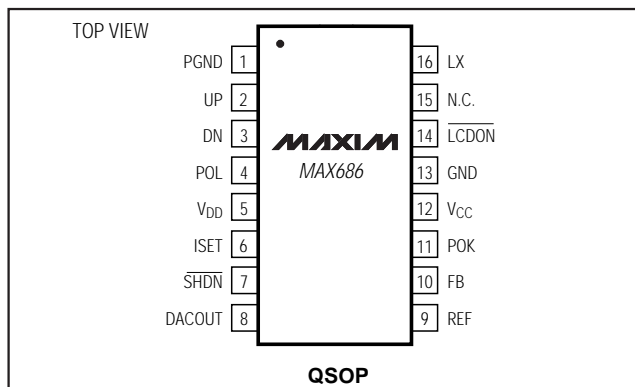 TOP VIEW
PGND 1
UP 2
DN 3
POL 4
VDD 5
ISET 6
SHDN 7
DACOUT 8
MAXIM
MAX686
16 LX
15 N.C.
14 LCDON
13 GND
12 VCC
11 POK
10 FB
9 REF
QSOP